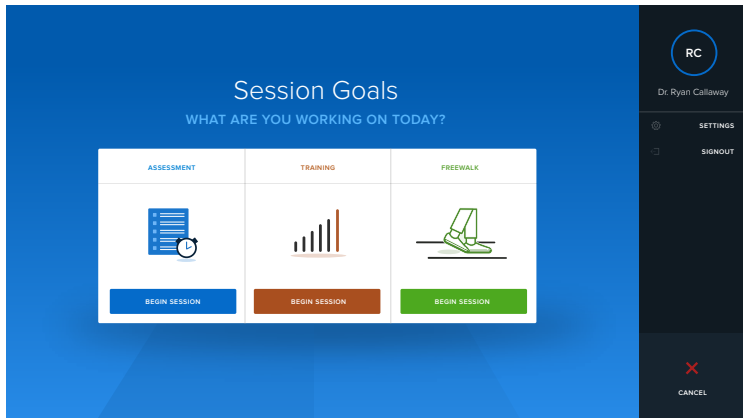 Session Goals
WHAT ARE YOU WORKING ON TODAY?
ASSESSMENT
TRAINING
FREEWALK
BEGIN SESSION
BEGIN SESSION
BEGIN SESSION
RC
Dr. Ryan Callaway
SETTINGS
SIGNOUT
CANCEL